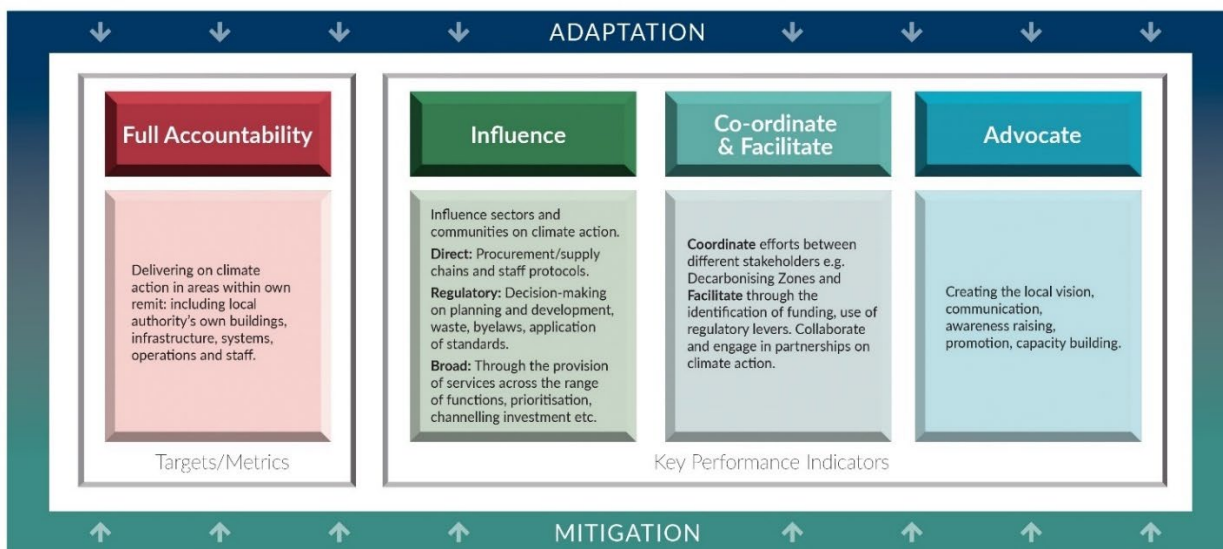 ADAPTATION
Full Accountability
Delivering on climate
action in areas within own
remit: including local
authority's own buildings,
infrastructure, systems,
operations and staff.
Targets/Metrics
Influence
Influence sectors and
communities on climate action.
Direct: Procurement/supply
chains and staff protocols.
Regulatory: Decision-making
on planning and development,
waste, byelaws, application
of standards.
Broad: Through the provision
of services across the range
of functions, prioritisation,
channelling investment etc.
Co-ordinate
& Facilitate
Coordinate efforts between
different stakeholders e.g.
Decarbonising Zones and
Facilitate through the
identification of funding, use of
regulatory levers. Collaborate
and engage in partnerships on
climate action.
Advocate
Creating the local vision,
communication,
awareness raising,
promotion, capacity building.
Key Performance Indicators
MITIGATION